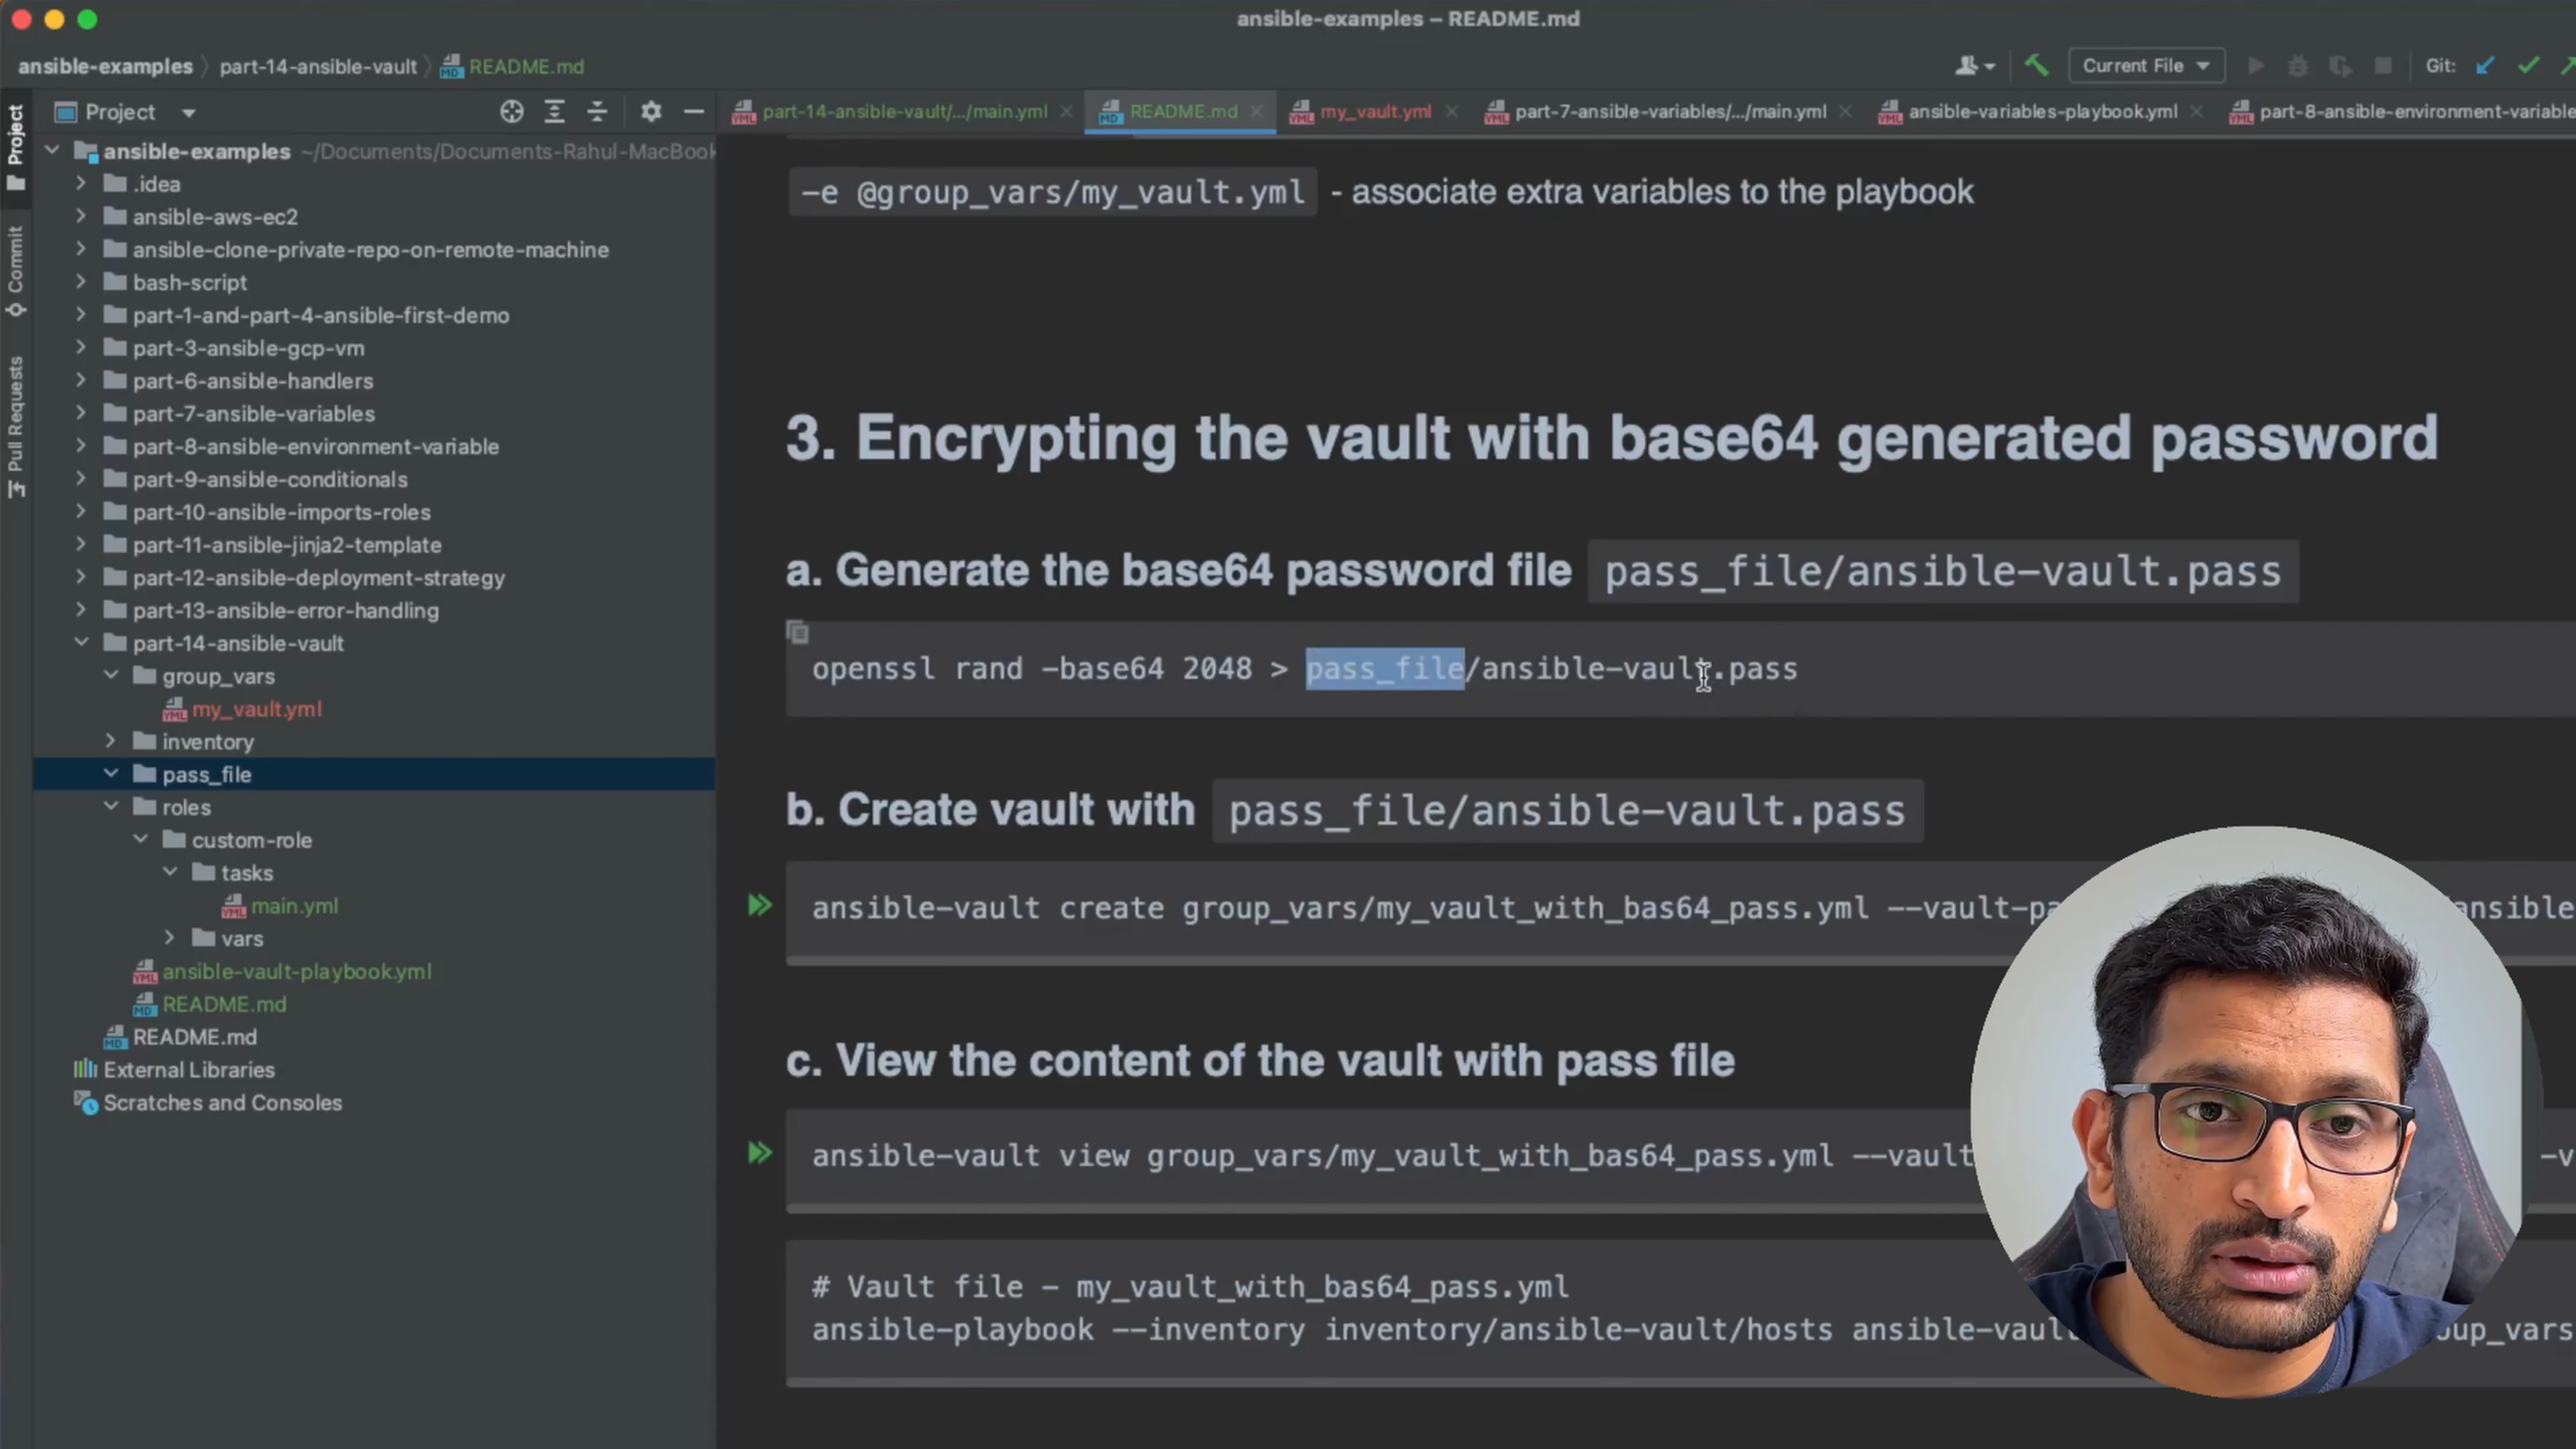 ansible-examples – README.md
ansible-examples
part-14-ansible-vault
README.md
Current File
Git:
Project
Commit
Pull Requests
Project
part-14-ansible-vault/.../main.yml
README.md
my_vault.yml
part-7-ansible-variables/.../main.yml
ansible-variables-playbook.yml
part-8-ansible-environment-variable
ansible-examples ~/Documents/Documents-Rahul-MacBook
.idea
ansible-aws-ec2
ansible-clone-private-repo-on-remote-machine
bash-script
part-1-and-part-4-ansible-first-demo
part-3-ansible-gcp-vm
part-6-ansible-handlers
part-7-ansible-variables
part-8-ansible-environment-variable
part-9-ansible-conditionals
part-10-ansible-imports-roles
part-11-ansible-jinja2-template
part-12-ansible-deployment-strategy
part-13-ansible-error-handling
part-14-ansible-vault
group_vars
my_vault.yml
inventory
pass_file
roles
custom-role
tasks
main.yml
vars
ansible-vault-playbook.yml
README.md
README.md
External Libraries
Scratches and Consoles
-e @group_vars/my_vault.yml - associate extra variables to the playbook
3. Encrypting the vault with base64 generated password
a. Generate the base64 password file pass_file/ansible-vault.pass
openssl rand -base64 2048 > pass_file/ansible-vault.pass
b. Create vault with pass_file/ansible-vault.pass
ansible-vault create group_vars/my_vault_with_bas64_pass.yml --vault-pa ansible
c. View the content of the vault with pass file
ansible-vault view group_vars/my_vault_with_bas64_pass.yml --vault -v
# Vault file - my_vault_with_bas64_pass.yml
ansible-playbook --inventory inventory/ansible-vault/hosts ansible-vaul oup_vars